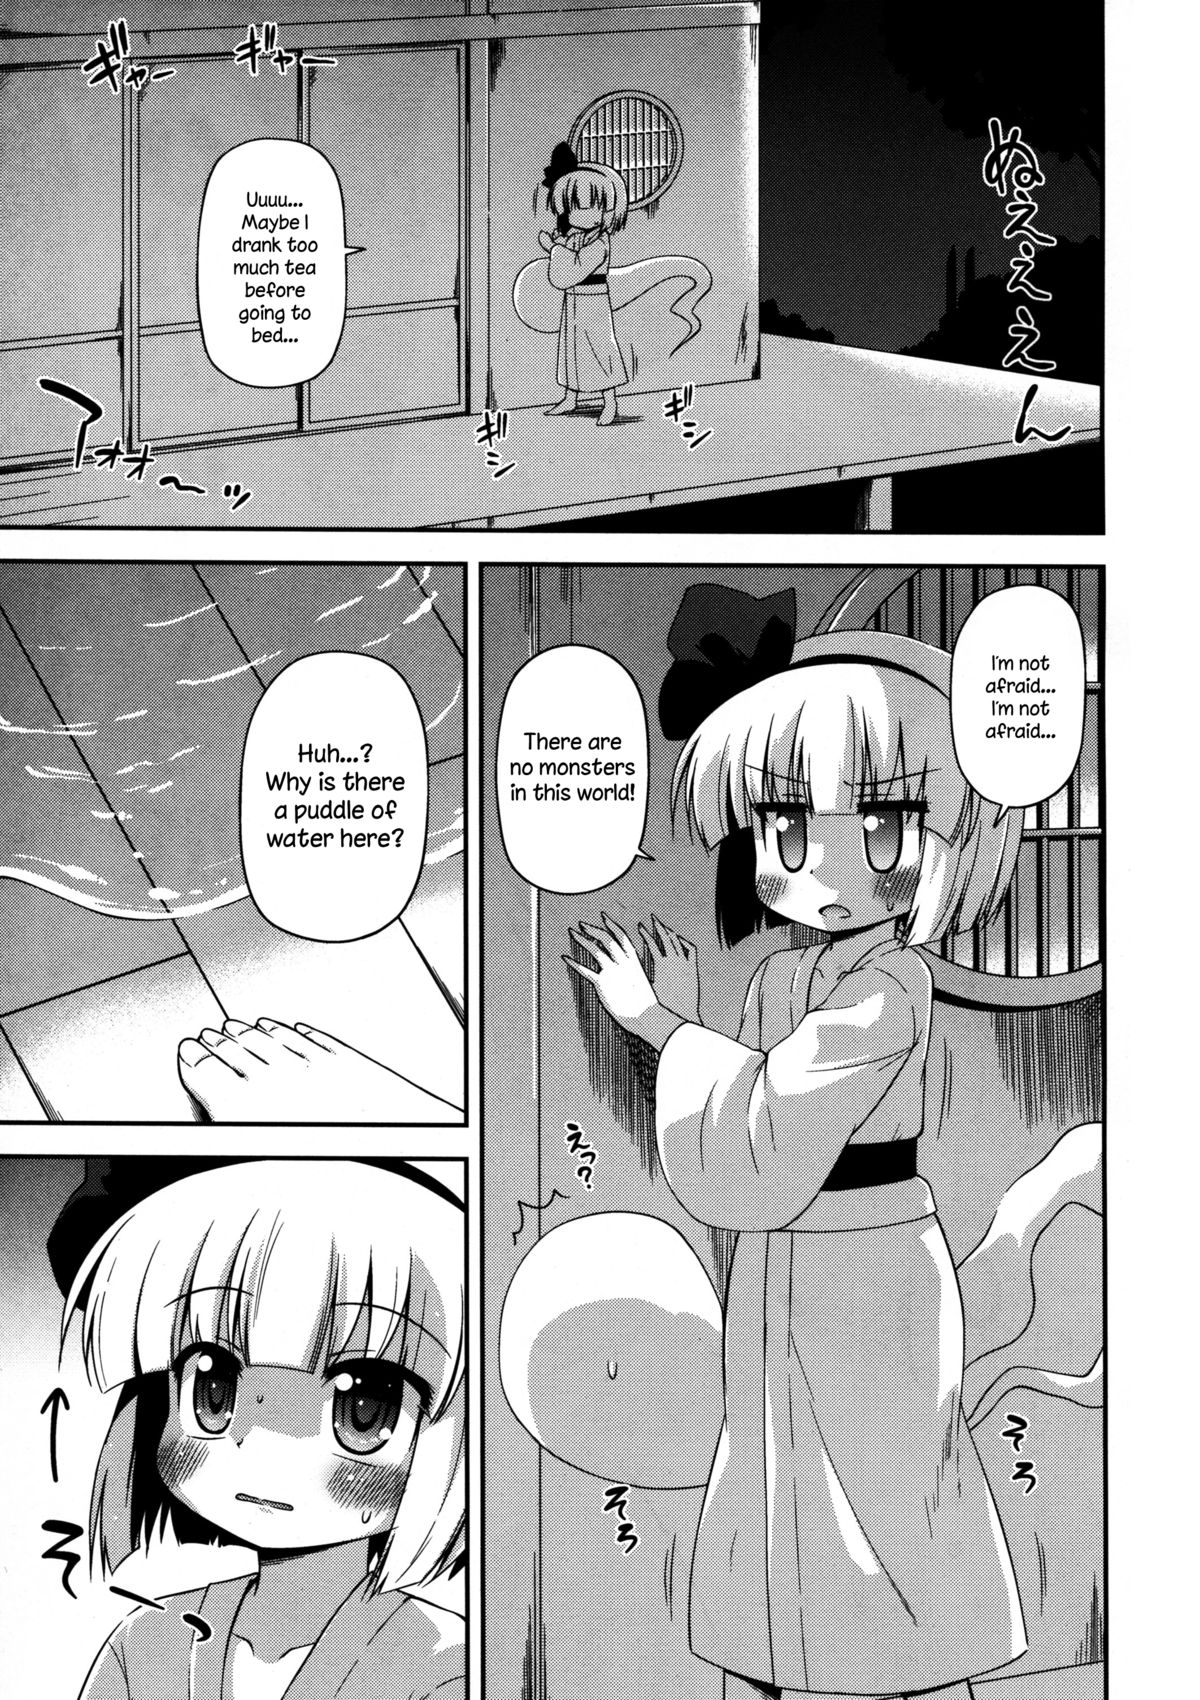 ぬえええええん
ギャー
ギャー
Uuuu...
Maybe I
drank too
much tea
before
going to
bed...
ギシ
ギシ
アオオ～ッ
I'm not
afraid...
I'm not
afraid...
There are
no monsters
in this world!
えっ?
そろ
そろ
Huh...?
Why is there
a puddle of
water here?
そーっ